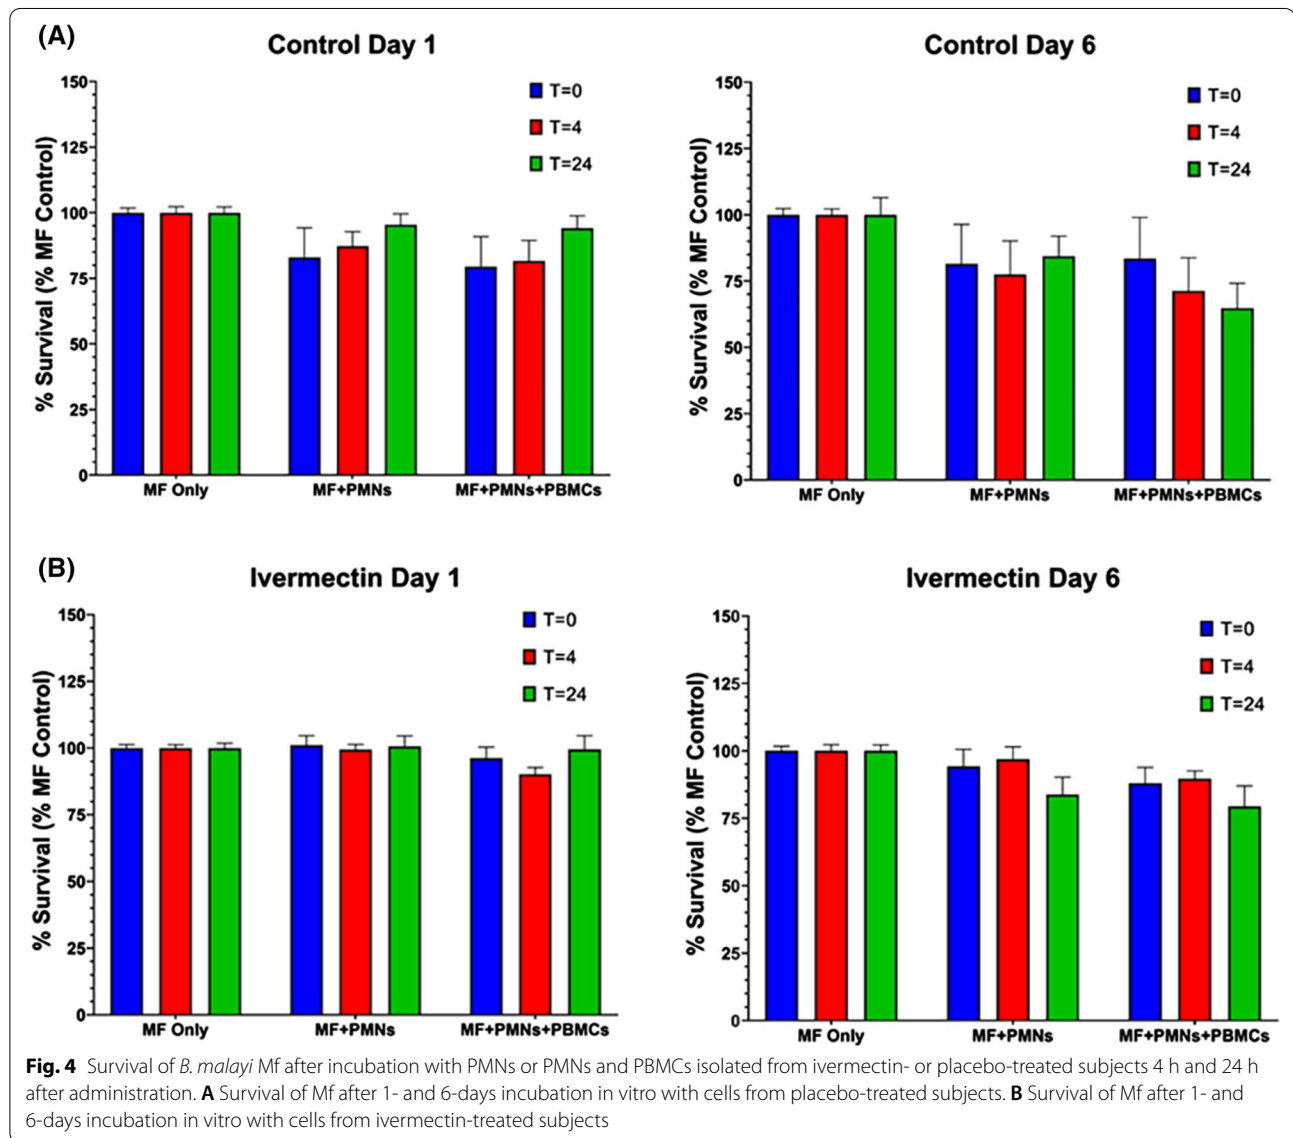 (A)
Control Day 1
Control Day 6
150
125
100
75
50
25
0
% Survival (% MF Control)
T=0
T=4
T=24
MF Only
MF+PMNs
MF+PMNs+PBMCs
150
125
100
75
50
25
0
% Survival (% MF Control)
T=0
T=4
T=24
MF Only
MF+PMNs
MF+PMNs+PBMCs
(B)
Ivermectin Day 1
Ivermectin Day 6
150
125
100
75
50
25
0
% Survival (% MF Control)
T=0
T=4
T=24
MF Only
MF+PMNs
MF+PMNs+PBMCs
150
125
100
75
50
25
0
% Survival (% MF Control)
T=0
T=4
T=24
MF Only
MF+PMNs
MF+PMNs+PBMCs
Fig. 4 Survival of B. malayi Mf after incubation with PMNs or PMNs and PBMCs isolated from ivermectin- or placebo-treated subjects 4 h and 24 h
after administration. A Survival of Mf after 1- and 6-days incubation in vitro with cells from placebo-treated subjects. B Survival of Mf after 1- and
6-days incubation in vitro with cells from ivermectin-treated subjects